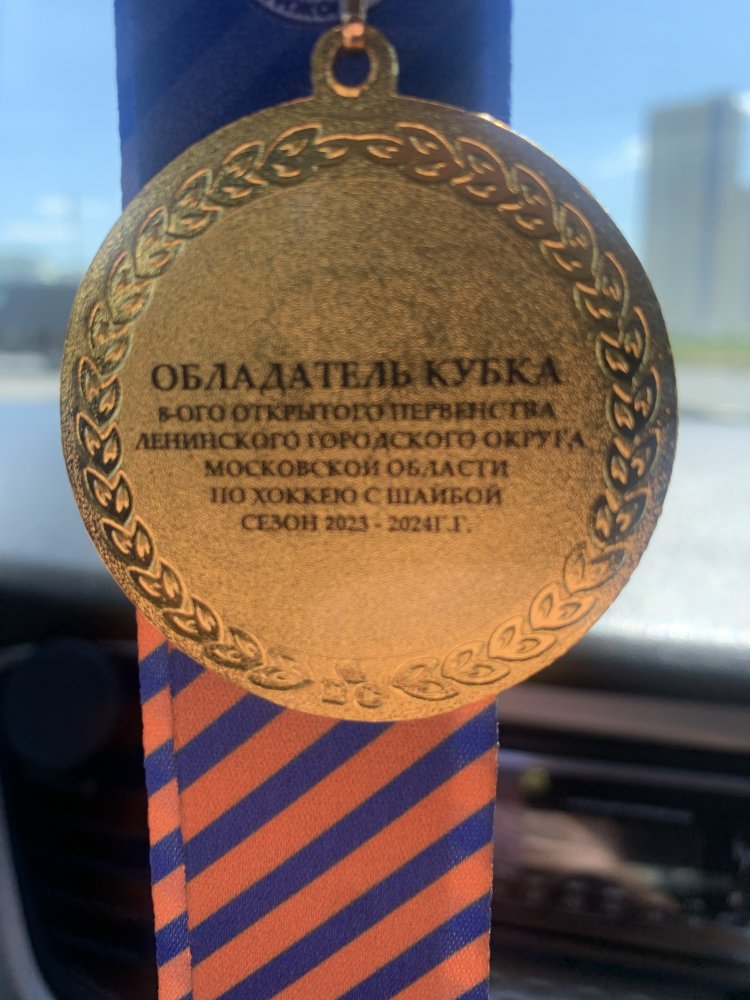 ОБЛАДАТЕЛЬ КУБКА
8-ОГО ОТКРЫТОГО ПЕРВЕНСТВА
ЛЕНИНСКОГО ГОРОДСКОГО ОКРУГА
МОСКОВСКОЙ ОБЛАСТИ
ПО ХОККЕЮ С ШАЙБОЙ
СЕЗОН 2023 - 2024Г.Г.